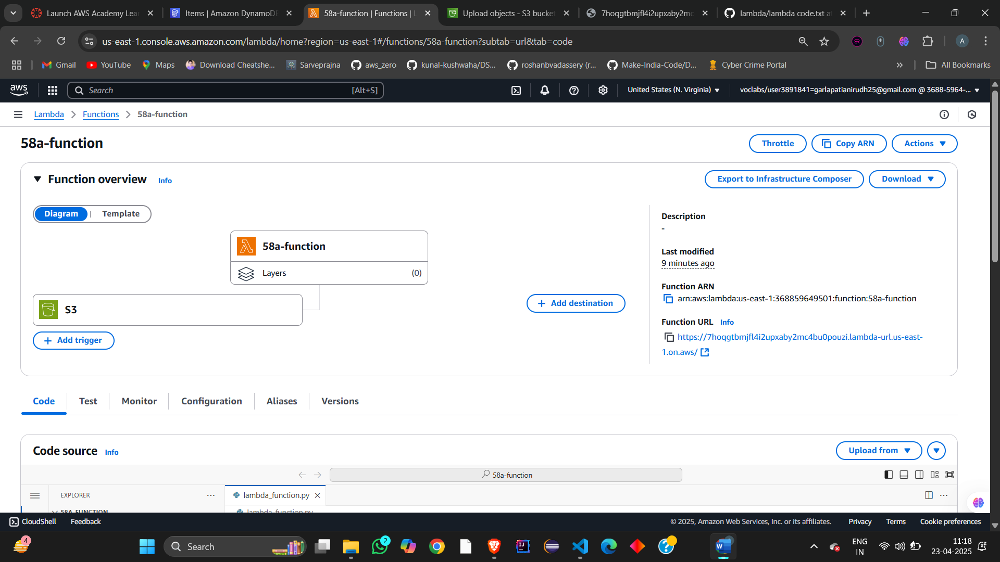 Launch AWS Academy Lea
Items | Amazon DynamoDB
58a-function | Functions | L
Upload objects - S3 bucket
7hoqgtbmjfl4i2upxaby2mc
lambda/lambda code.txt at
us-east-1.console.aws.amazon.com/lambda/home?region=us-east-1#/functions/58a-function?subtab=url&tab=code
A
Gmail
YouTube
Maps
Download Cheatshe...
Sarveprajna
aws_zero
kunal-kushwaha/DS...
roshanbvadassery (r...
Make-India-Code/D...
Cyber Crime Portal
All Bookmarks
aws
Search
[Alt+S]
United States (N. Virginia)
voclabs/user3891841=garlapatianirudh25@gmail.com @ 3688-5964-...
Lambda
Functions
58a-function
58a-function
Throttle
Copy ARN
Actions
Function overview
Info
Export to Infrastructure Composer
Download
Diagram
Template
58a-function
Layers
(0)
S3
Add trigger
Add destination
Description
-
Last modified
9 minutes ago
Function ARN
arn:aws:lambda:us-east-1:368859649501:function:58a-function
Function URL
Info
https://7hoqgtbmjfl4i2upxaby2mc4bu0pouzi.lambda-url.us-east-
1.on.aws/
Code
Test
Monitor
Configuration
Aliases
Versions
Code source
Info
Upload from
58a-function
EXPLORER
lambda_function.py
58A-FUNCTION
lambda_function.py
CloudShell
Feedback
© 2025, Amazon Web Services, Inc. or its affiliates.
Privacy
Terms
Cookie preferences
4
Search
2
ENG
IN
11:18
23-04-2025